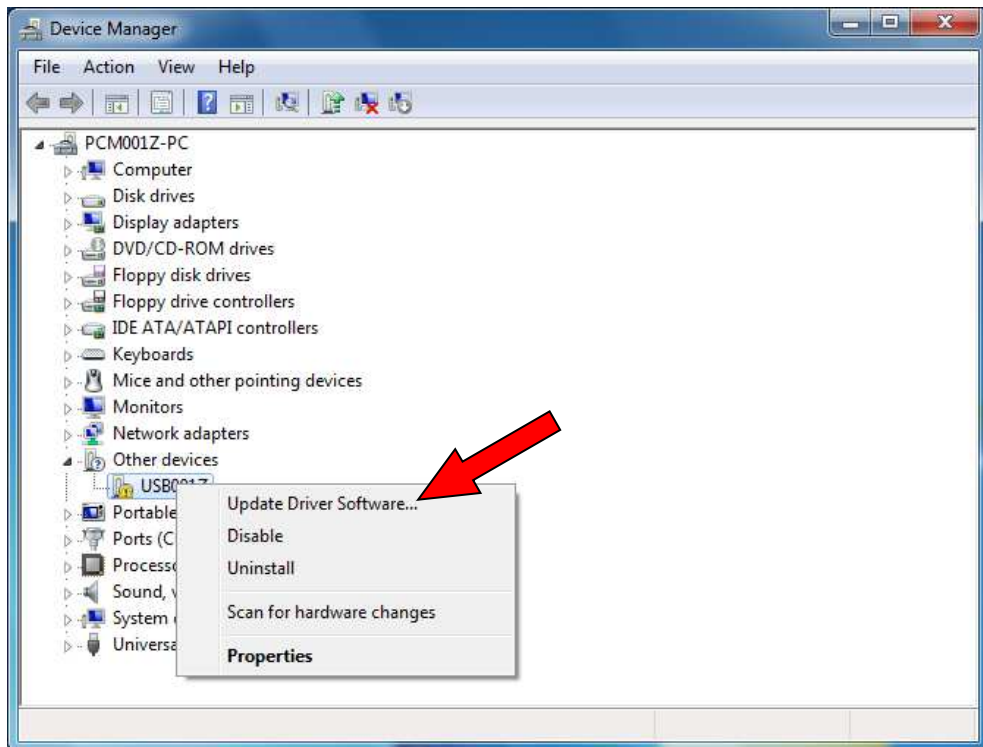 Device Manager
File Action View Help
PCM001Z-PC
Computer
Disk drives
Display adapters
DVD/CD-ROM drives
Floppy disk drives
Floppy drive controllers
IDE ATA/ATAPI controllers
Keyboards
Mice and other pointing devices
Monitors
Network adapters
Other devices
USB001Z
Portable
Ports (C
Process
Sound,
System
Universa
Update Driver Software...
Disable
Uninstall
Scan for hardware changes
Properties